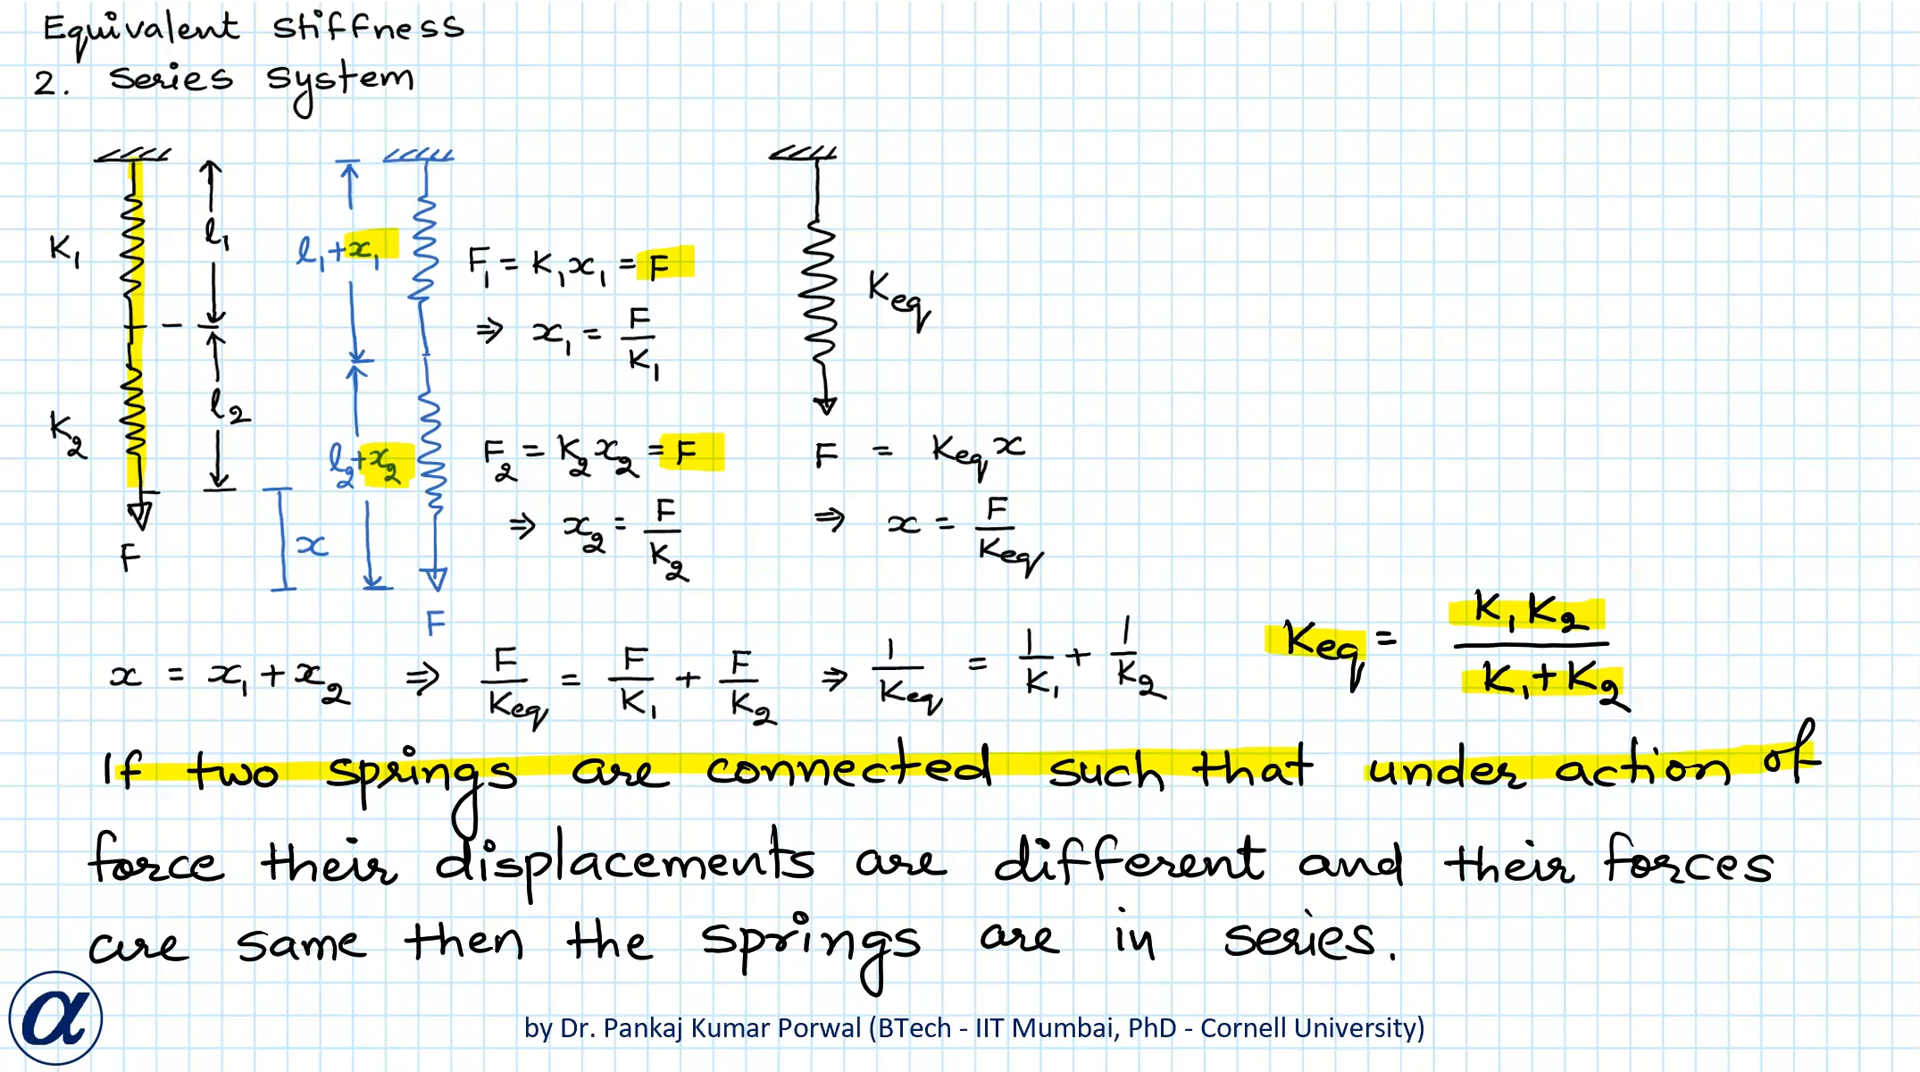 Equivalent stiffness
2. Series system
K₁
l₁
l₁+x₁
F₁ = K₁x₁ = F
⇒ x₁ = F/K₁
Keq
K₂
l₂
l₂+x₂
F₂ = K₂x₂ = F
⇒ x₂ = F/K₂
F = Keq x
⇒ x = F/Keq
F
x
F
x = x₁ + x₂ ⇒ F/Keq = F/K₁ + F/K₂ ⇒ 1/Keq = 1/K₁ + 1/K₂
Keq = K₁K₂/(K₁+K₂)
If two springs are connected such that under action of
force their displacements are different and their forces
are same then the springs are in series.
α
by Dr. Pankaj Kumar Porwal (BTech - IIT Mumbai, PhD - Cornell University)